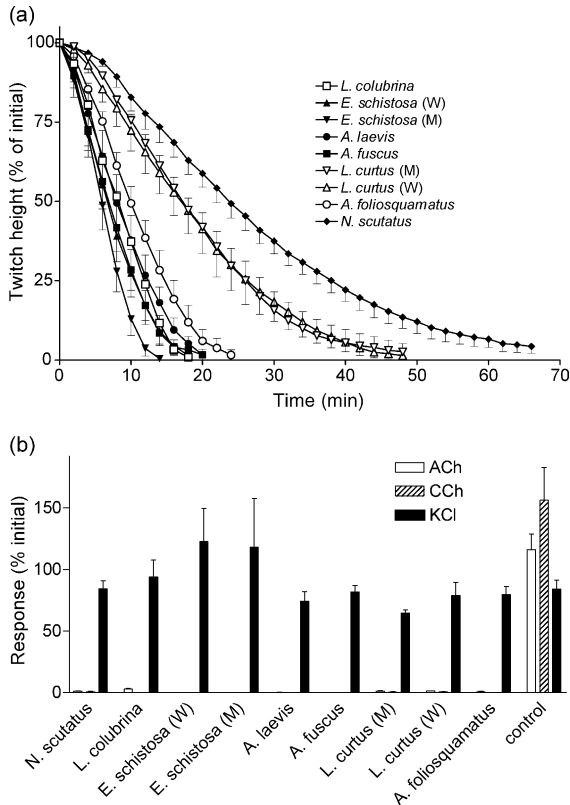 (a)
100
75
50
25
0
Twitch height (% of initial)
L. colubrina
E. schistosa (W)
E. schistosa (M)
A. laevis
A. fuscus
L. curtus (M)
L. curtus (W)
A. foliosquamatus
N. scutatus
0 10 20 30 40 50 60 70
Time (min)
(b)
ACh
CCh
KCl
150
100
50
0
Response (% initial)
N. scutatus
L. colubrina
E. schistosa (W)
E. schistosa (M)
A. laevis
A. fuscus
L. curtus (M)
L. curtus (W)
A. foliosquamatus
control